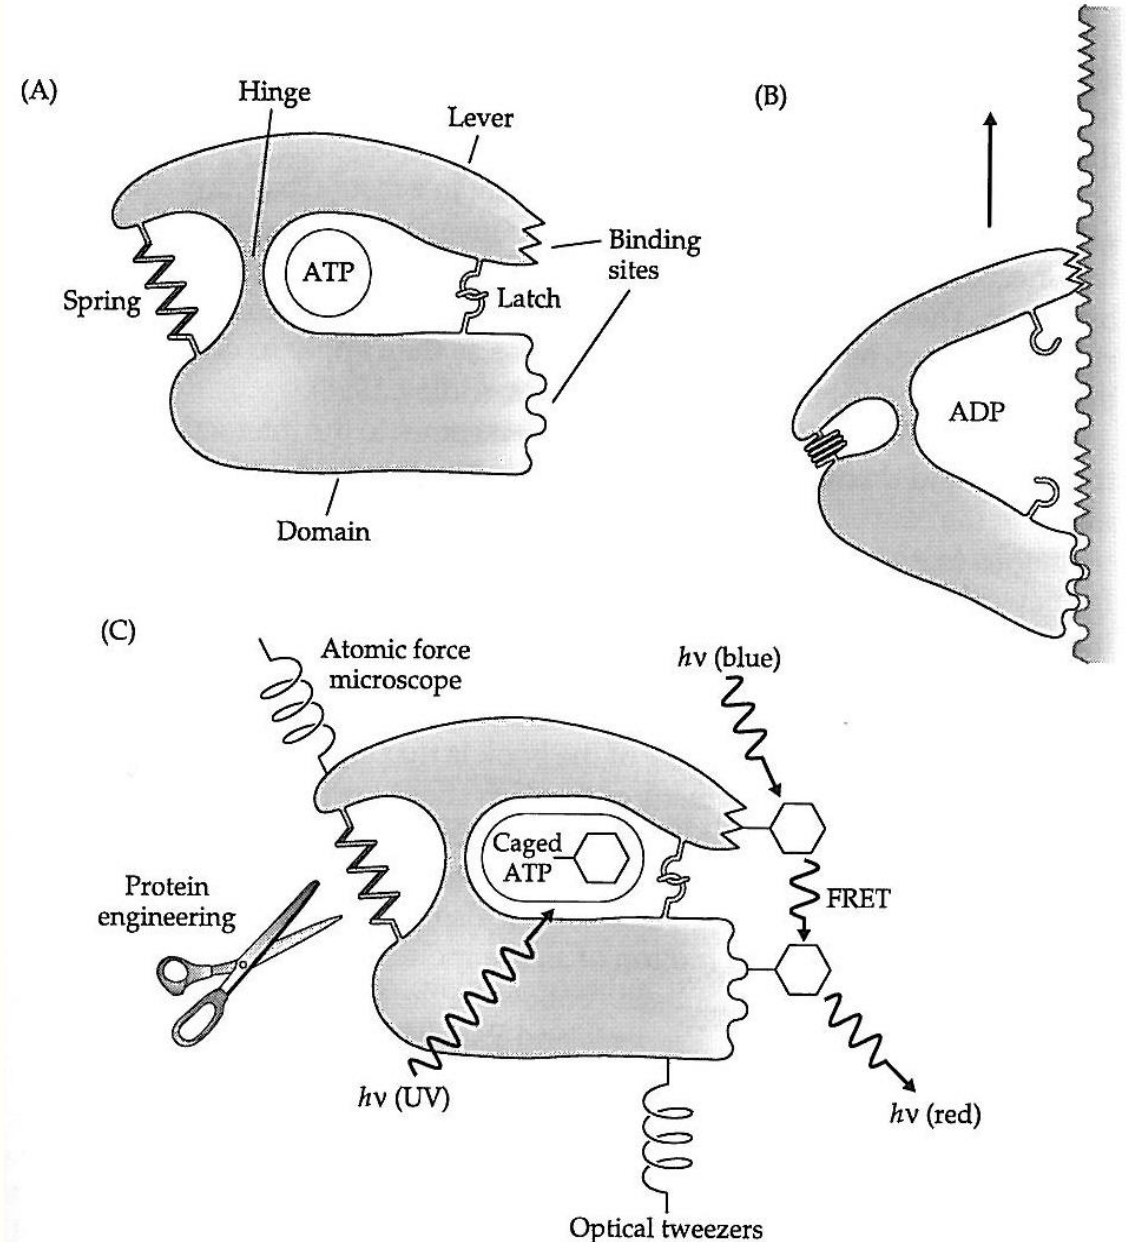 (A)
Hinge
Lever
Binding
sites
ATP
Spring
Latch
Domain
(B)
ADP
(C)
Atomic force
microscope
hν (blue)
Caged
ATP
Protein
engineering
FRET
hν (UV)
hν (red)
Optical tweezers